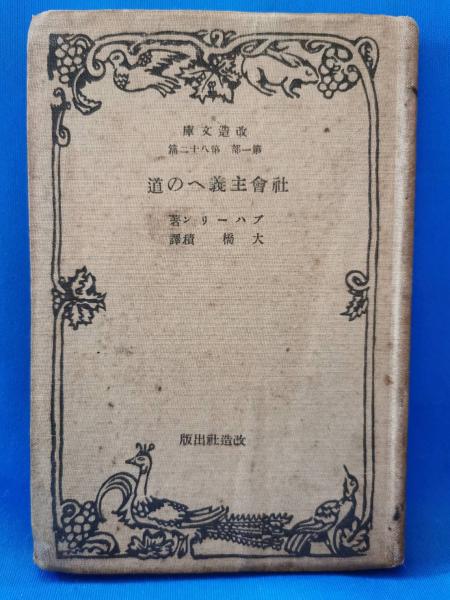 改造文庫
第一部 第八十二篇
社會主義への道
ブハーリン著
大橋 積譯
改造社出版